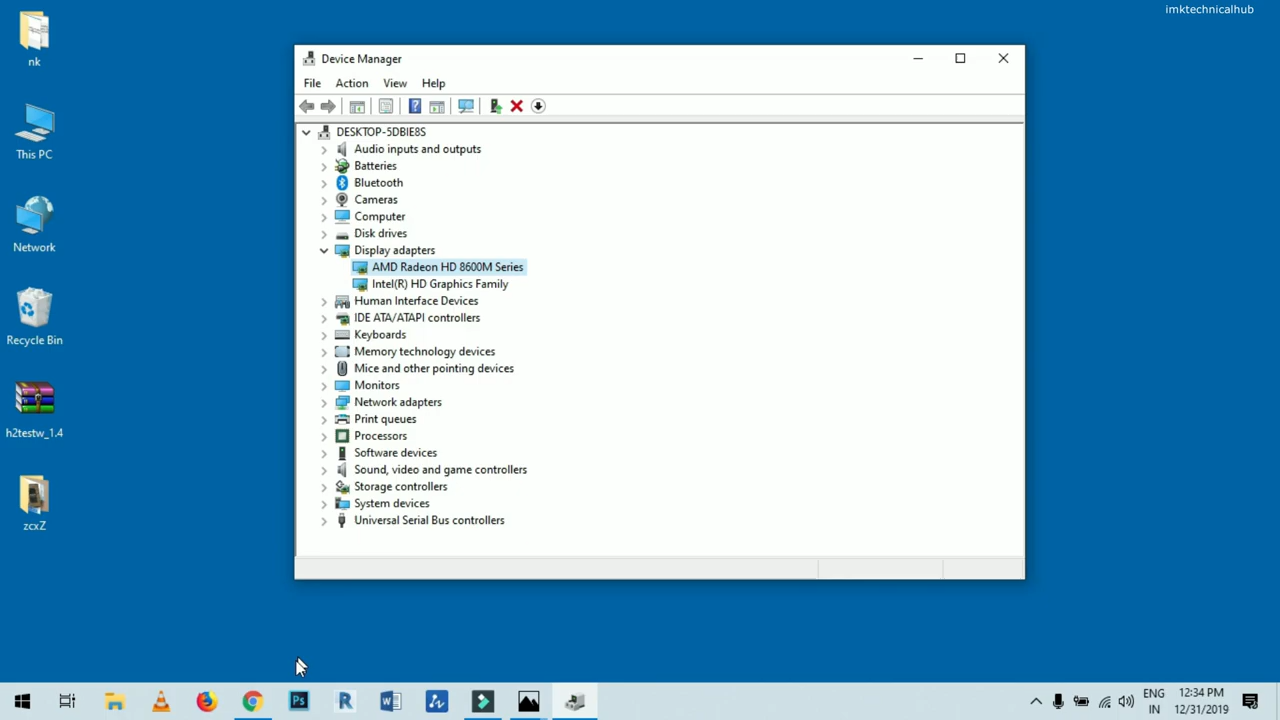 imktechnicalhub
nk
This PC
Network
Recycle Bin
h2testw_1.4
zcxZ
Device Manager
File Action View Help
DESKTOP-5DBIE8S
Audio inputs and outputs
Batteries
Bluetooth
Cameras
Computer
Disk drives
Display adapters
AMD Radeon HD 8600M Series
Intel(R) HD Graphics Family
Human Interface Devices
IDE ATA/ATAPI controllers
Keyboards
Memory technology devices
Mice and other pointing devices
Monitors
Network adapters
Print queues
Processors
Software devices
Sound, video and game controllers
Storage controllers
System devices
Universal Serial Bus controllers
Ps
R
W
ENG 12:34 PM
IN 12/31/2019